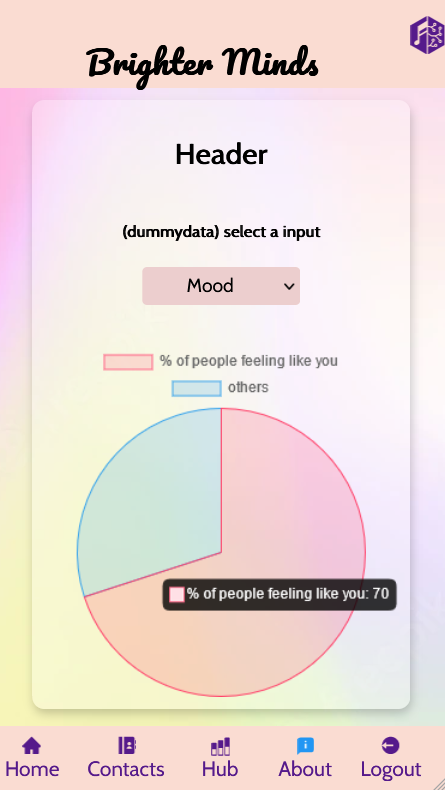 Brighter Minds
Header
(dummydata) select a input
Mood
% of people feeling like you
others
% of people feeling like you: 70
Home Contacts Hub About Logout